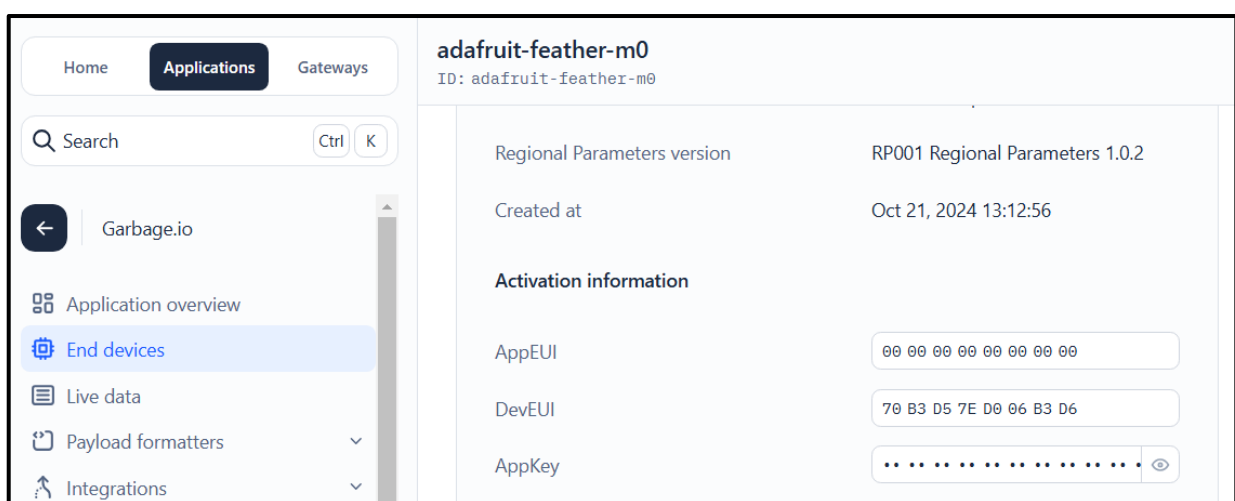 Home Applications Gateways
Search Ctrl K
Garbage.io
Application overview
End devices
Live data
Payload formatters
Integrations
adafruit-feather-m0
ID: adafruit-feather-m0
Regional Parameters version RP001 Regional Parameters 1.0.2
Created at Oct 21, 2024 13:12:56
Activation information
AppEUI 00 00 00 00 00 00 00 00
DevEUI 70 B3 D5 7E D0 06 B3 D6
AppKey •• •• •• •• •• •• •• •• •• •• •